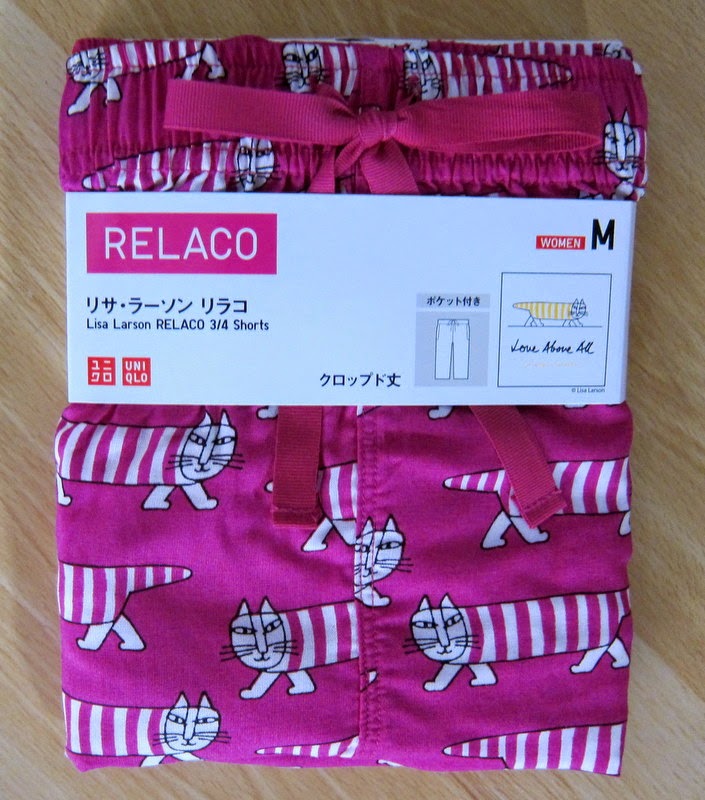 RELACO
WOMEN M
リサ・ラーソン リラコ
Lisa Larson RELACO 3/4 Shorts
ユニクロ
UNIQLO
クロップド丈
ポケット付き
Love Above All
© Lisa Larson